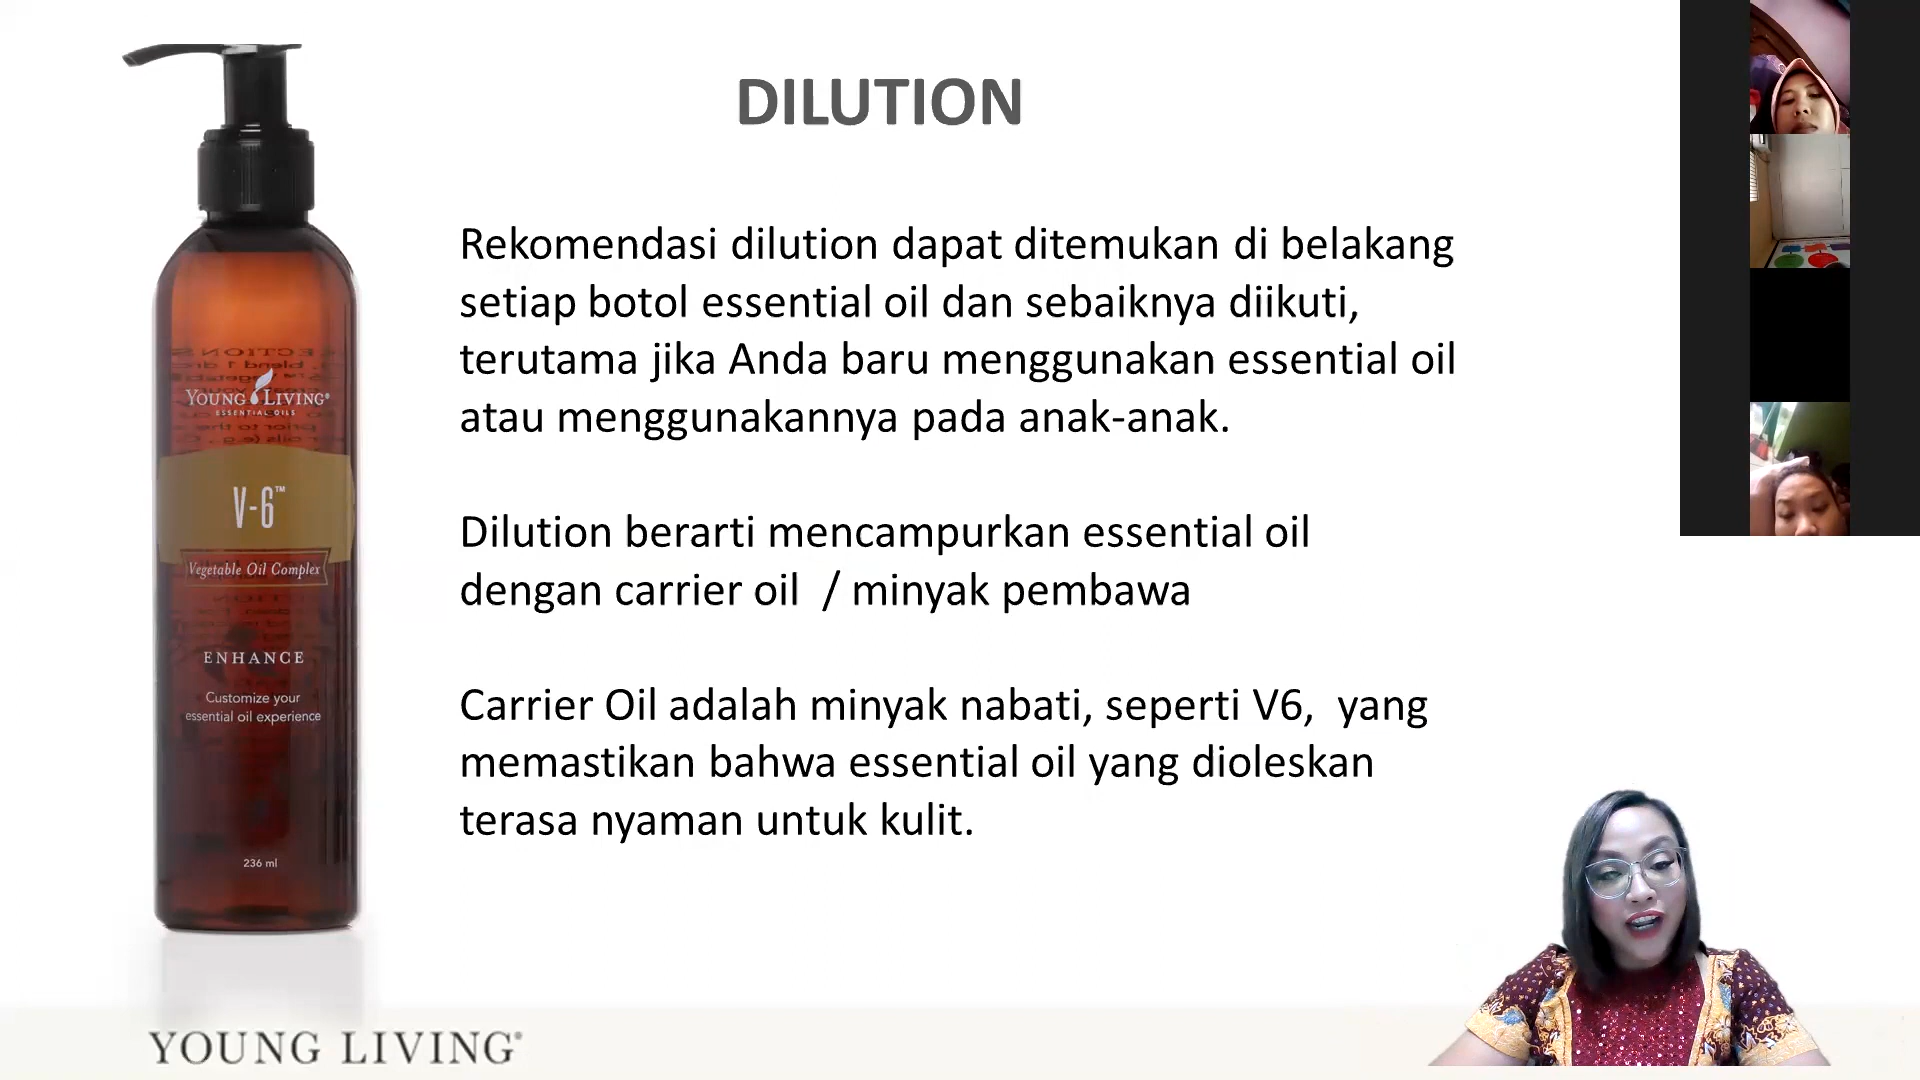 DILUTION
Rekomendasi dilution dapat ditemukan di belakang
setiap botol essential oil dan sebaiknya diikuti,
terutama jika Anda baru menggunakan essential oil
atau menggunakannya pada anak-anak.
Dilution berarti mencampurkan essential oil
dengan carrier oil / minyak pembawa
Carrier Oil adalah minyak nabati, seperti V6, yang
memastikan bahwa essential oil yang dioleskan
terasa nyaman untuk kulit.
YOUNG LIVING®
ESSENTIAL OILS
V-6™
Vegetable Oil Complex
ENHANCE
Customize your
essential oil experience
236 ml
YOUNG LIVING®